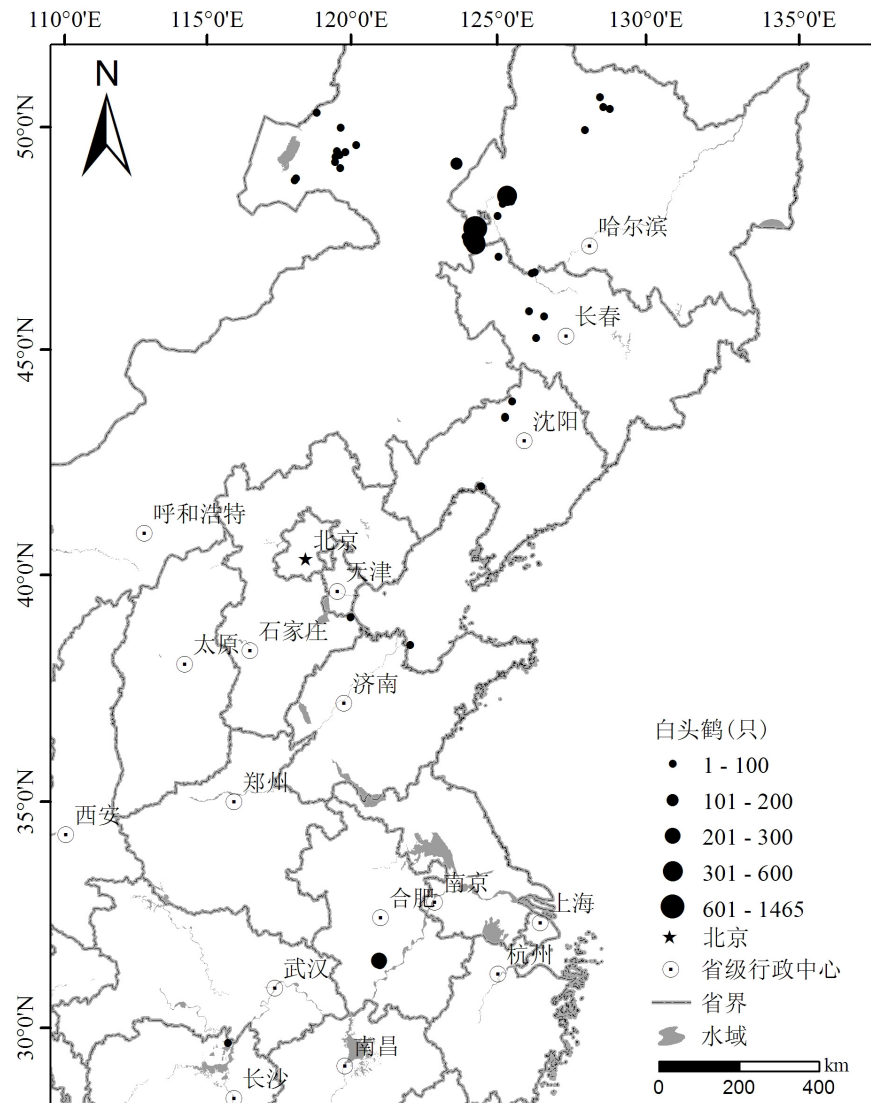 110°0'E 115°0'E 120°0'E 125°0'E 130°0'E 135°0'E
N
50°0'N
哈尔滨
长春
45°0'N
沈阳
呼和浩特
北京
40°0'N
天津
石家庄
太原
济南
郑州
35°0'N
西安
南京
合肥
上海
杭州
武汉
30°0'N
南昌
长沙
白头鹤(只)
1 - 100
101 - 200
201 - 300
301 - 600
601 - 1465
北京
省级行政中心
省界
水域
km
0 200 400